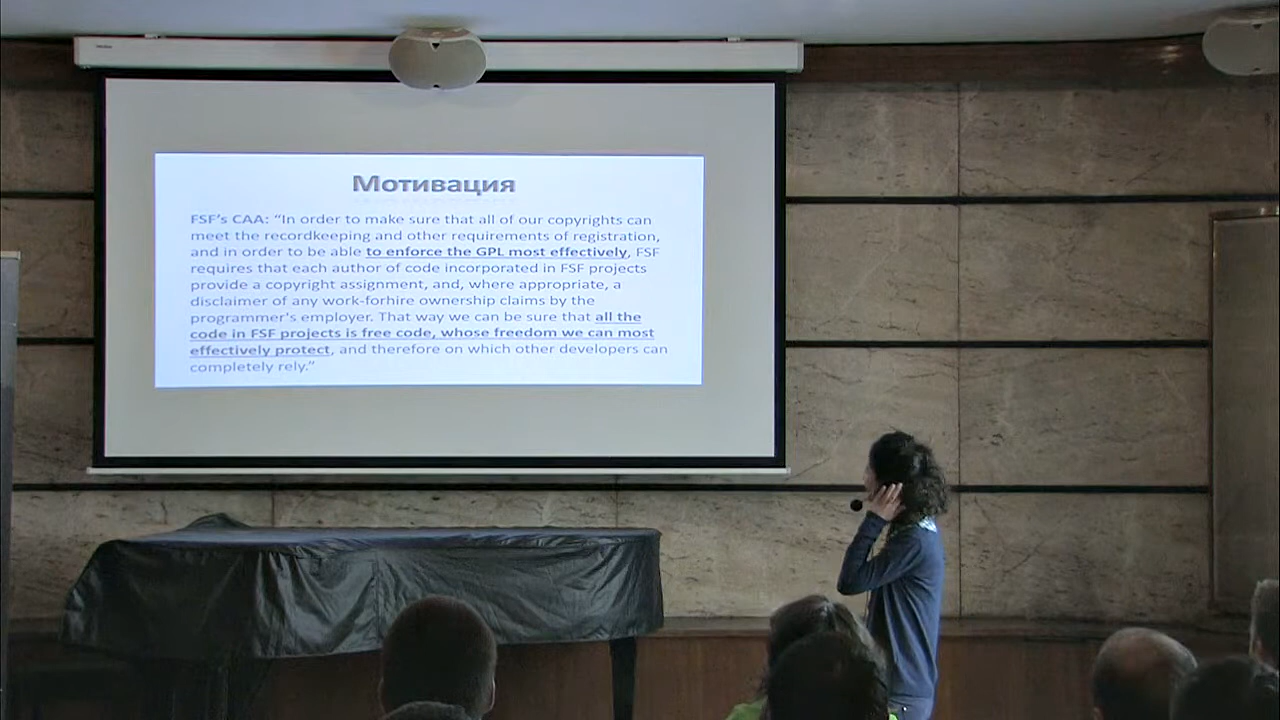 Мотивация
FSF's CAA: “In order to make sure that all of our copyrights can
meet the recordkeeping and other requirements of registration,
and in order to be able to enforce the GPL most effectively, FSF
requires that each author of code incorporated in FSF projects
provide a copyright assignment, and, where appropriate, a
disclaimer of any work-forhire ownership claims by the
programmer's employer. That way we can be sure that all the
code in FSF projects is free code, whose freedom we can most
effectively protect, and therefore on which other developers can
completely rely.”